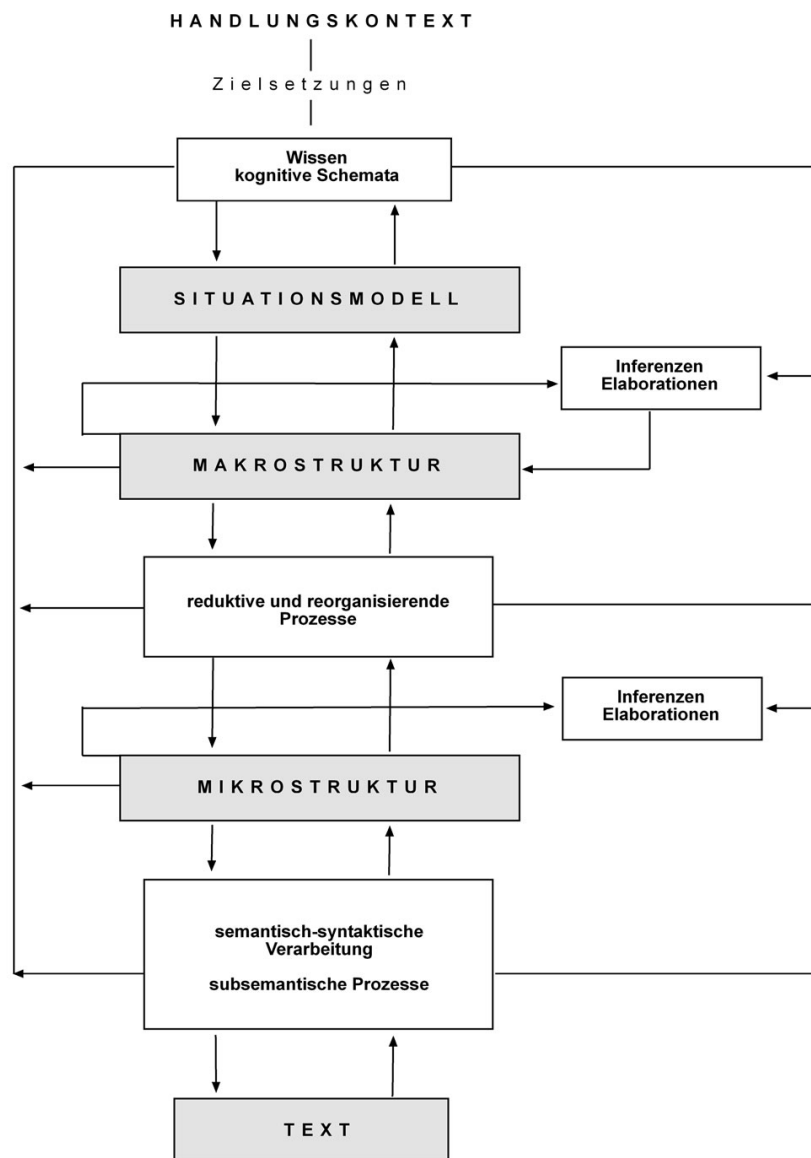 HANDLUNGSKONTEXT
Zielsetzungen
Wissen
kognitive Schemata
SITUATIONSMODELL
Inferenzen
Elaborationen
MAKROSTRUKTUR
reduktive und reorganisierende
Prozesse
Inferenzen
Elaborationen
MIKROSTRUKTUR
semantisch-syntaktische
Verarbeitung
subsemantische Prozesse
TEXT